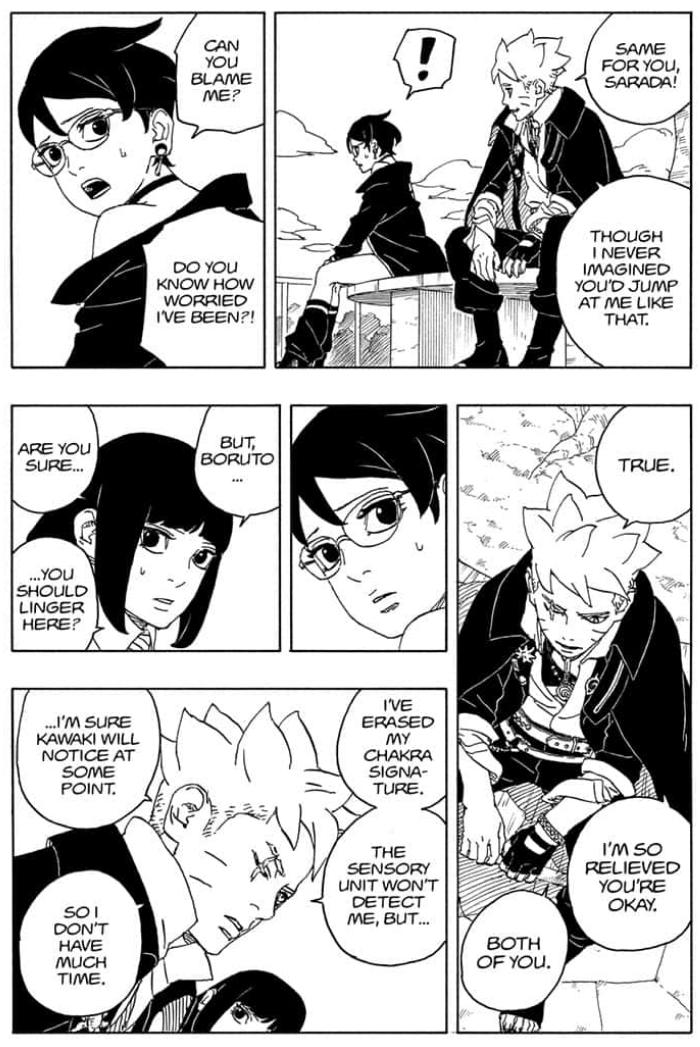 SAME
FOR YOU,
SARADA!
THOUGH
I NEVER
IMAGINED
YOU'D JUMP
AT ME LIKE
THAT.
!
CAN
YOU
BLAME
ME?
DO YOU
KNOW HOW
WORRIED
I'VE BEEN?!
TRUE.
I'M SO
RELIEVED
YOU'RE
OKAY.
BOTH
OF YOU.
BUT,
BORUTO
...
ARE YOU
SURE...
...YOU
SHOULD
LINGER
HERE?
I'VE
ERASED
MY
CHAKRA
SIGNA-
TURE.
THE
SENSORY
UNIT WON'T
DETECT
ME, BUT...
...I'M SURE
KAWAKI WILL
NOTICE AT
SOME
POINT.
SO I
DON'T
HAVE
MUCH
TIME.